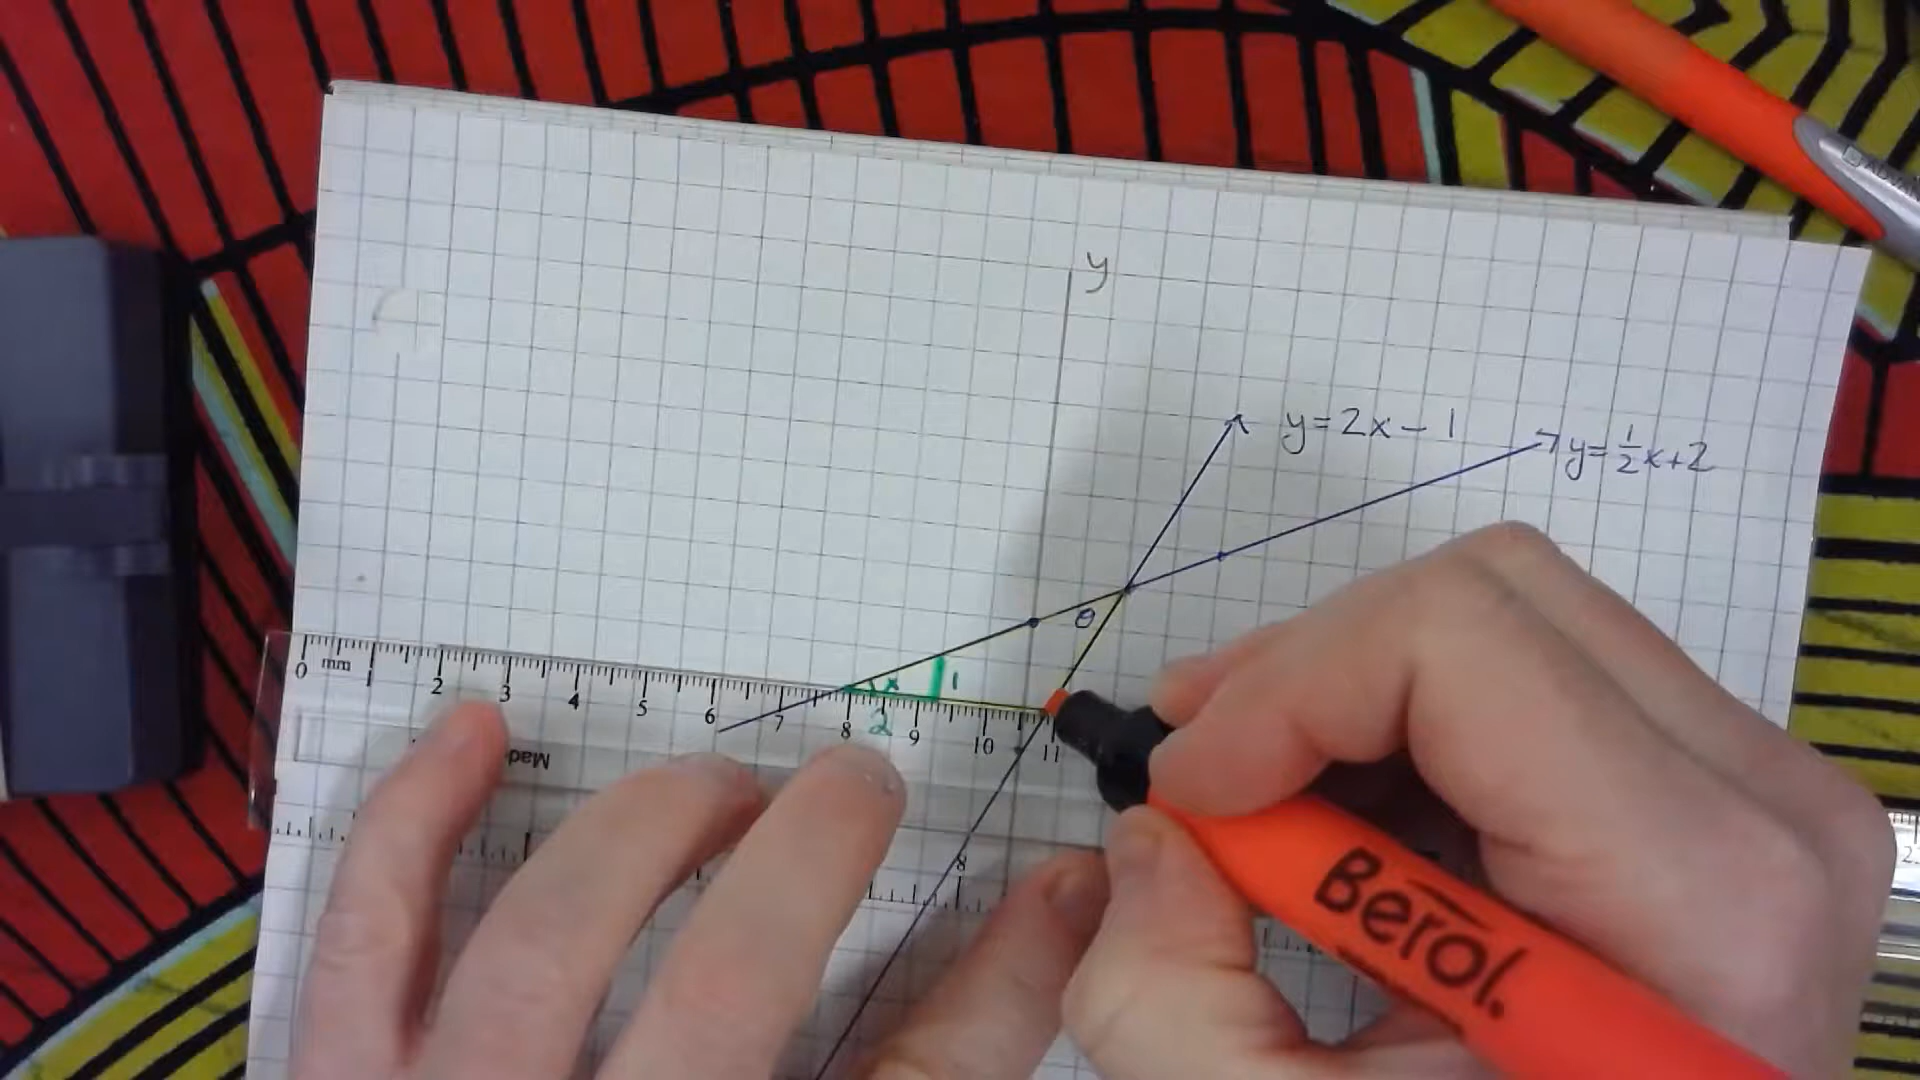 y
y=2x-1
y=½x+2
θ
x
1
2
0 mm 1 2 3 4 5 6 7 8 9 10 11
8
Berol.